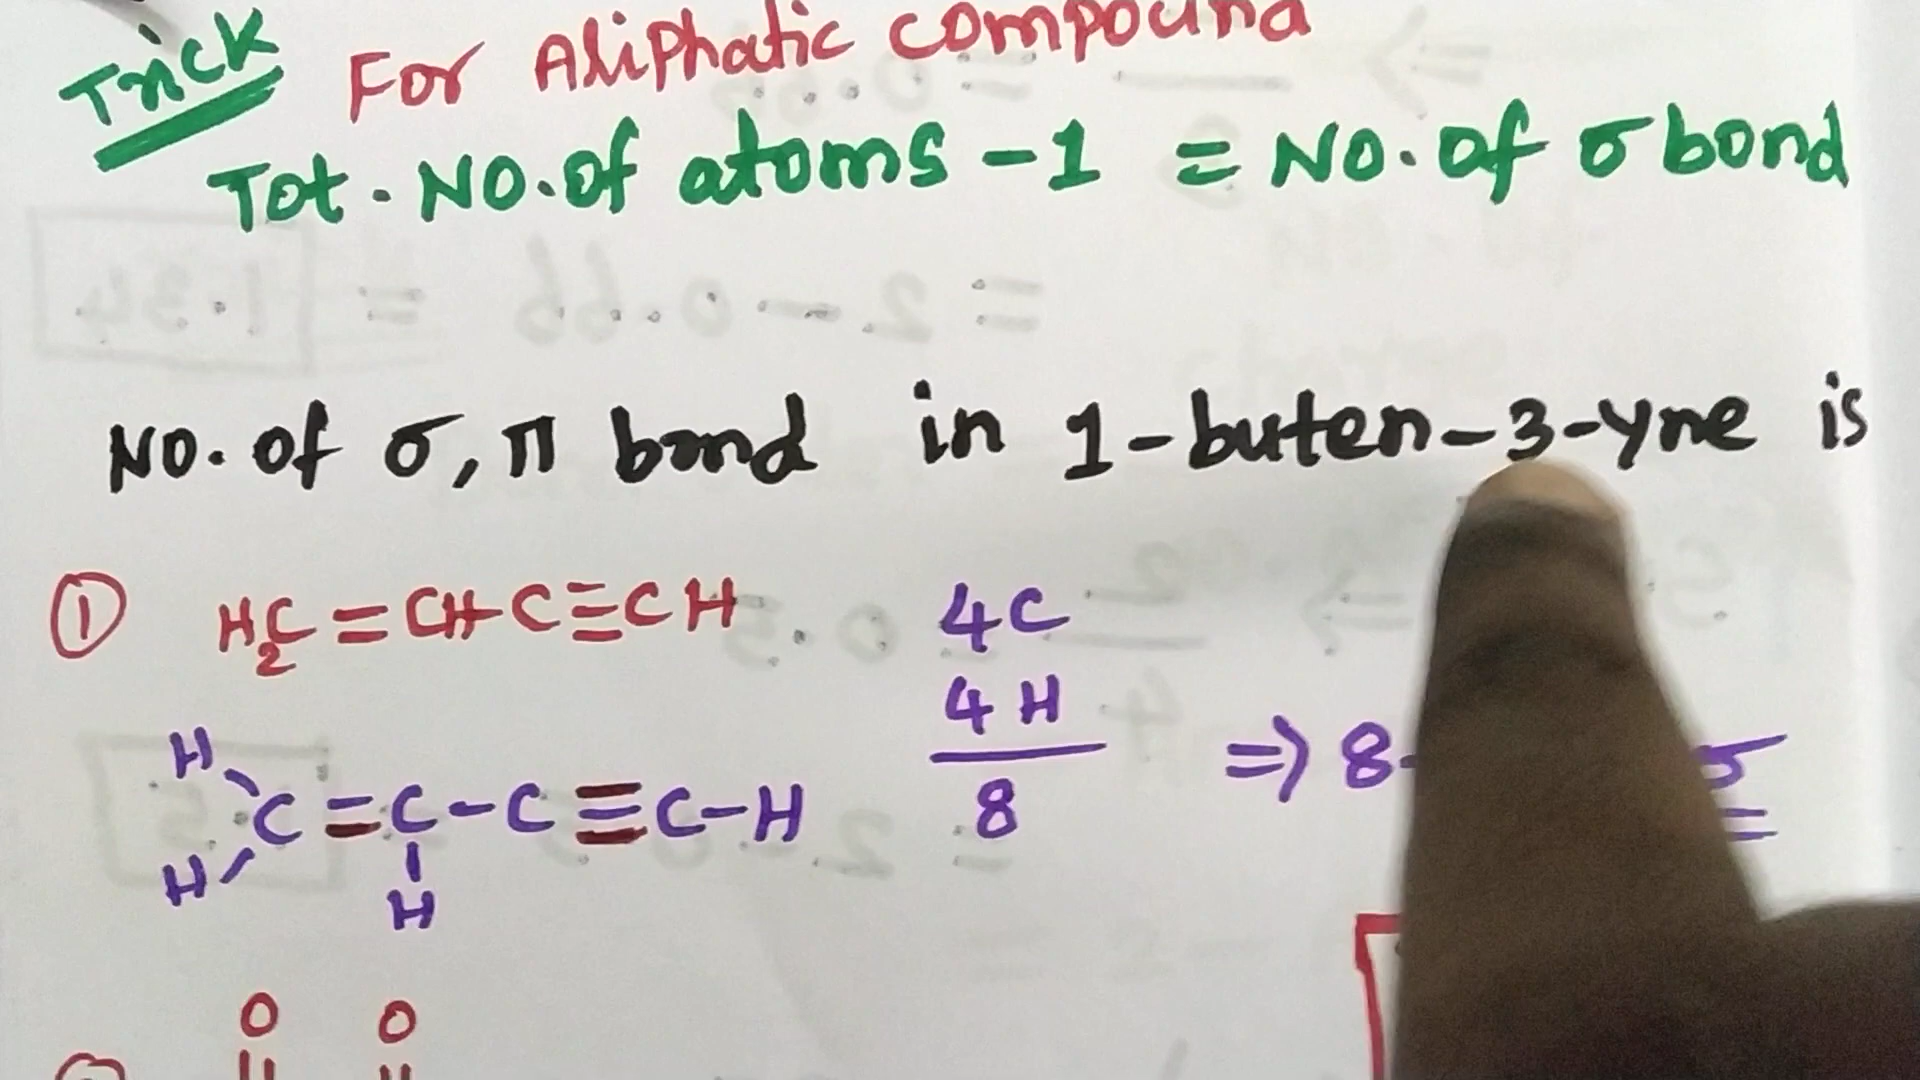 Trick For Aliphatic compound
Tot. No. of atoms - 1 = No. of σ bond
No. of σ, π bond in 1-buten-3-yne is
① H₂C=CH-C≡CH
4C
4H
8
⇒ 8- σ
H
C=C-C≡C-H
H
H
O O